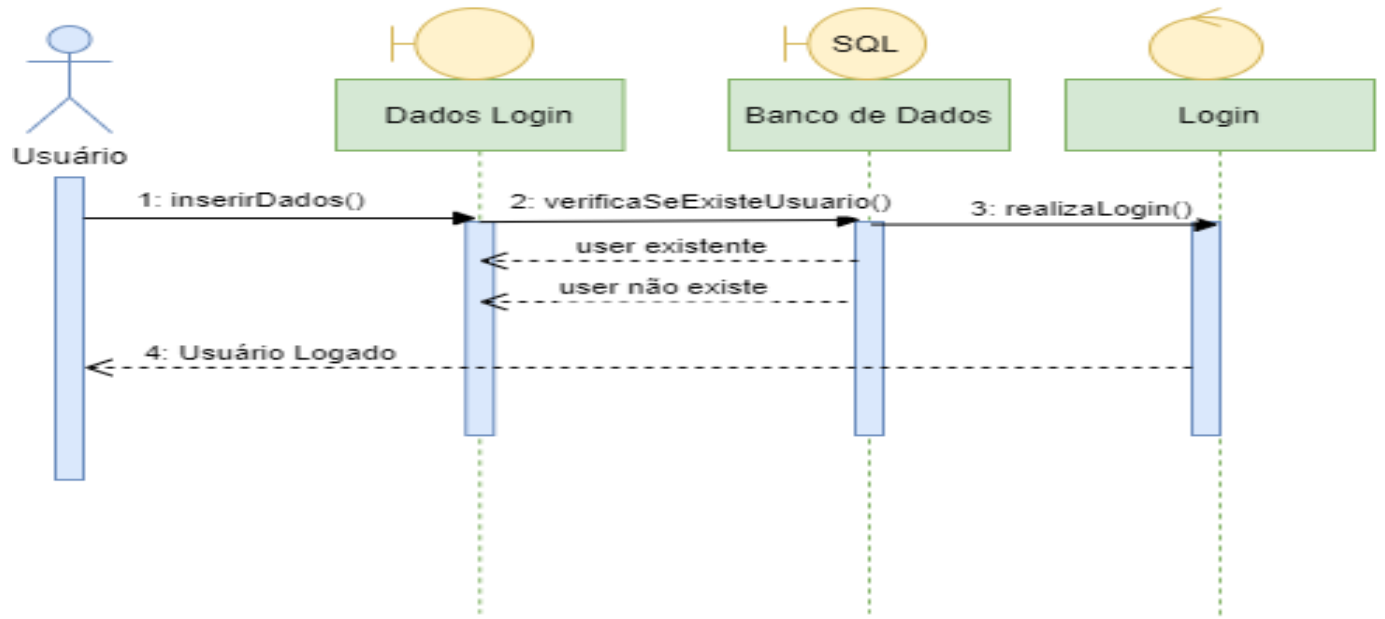 SQL
Dados Login
Banco de Dados
Login
Usuário
1: inserirDados()
2: verificaSeExisteUsuario()
3: realizaLogin()
user existente
user não existe
4: Usuário Logado